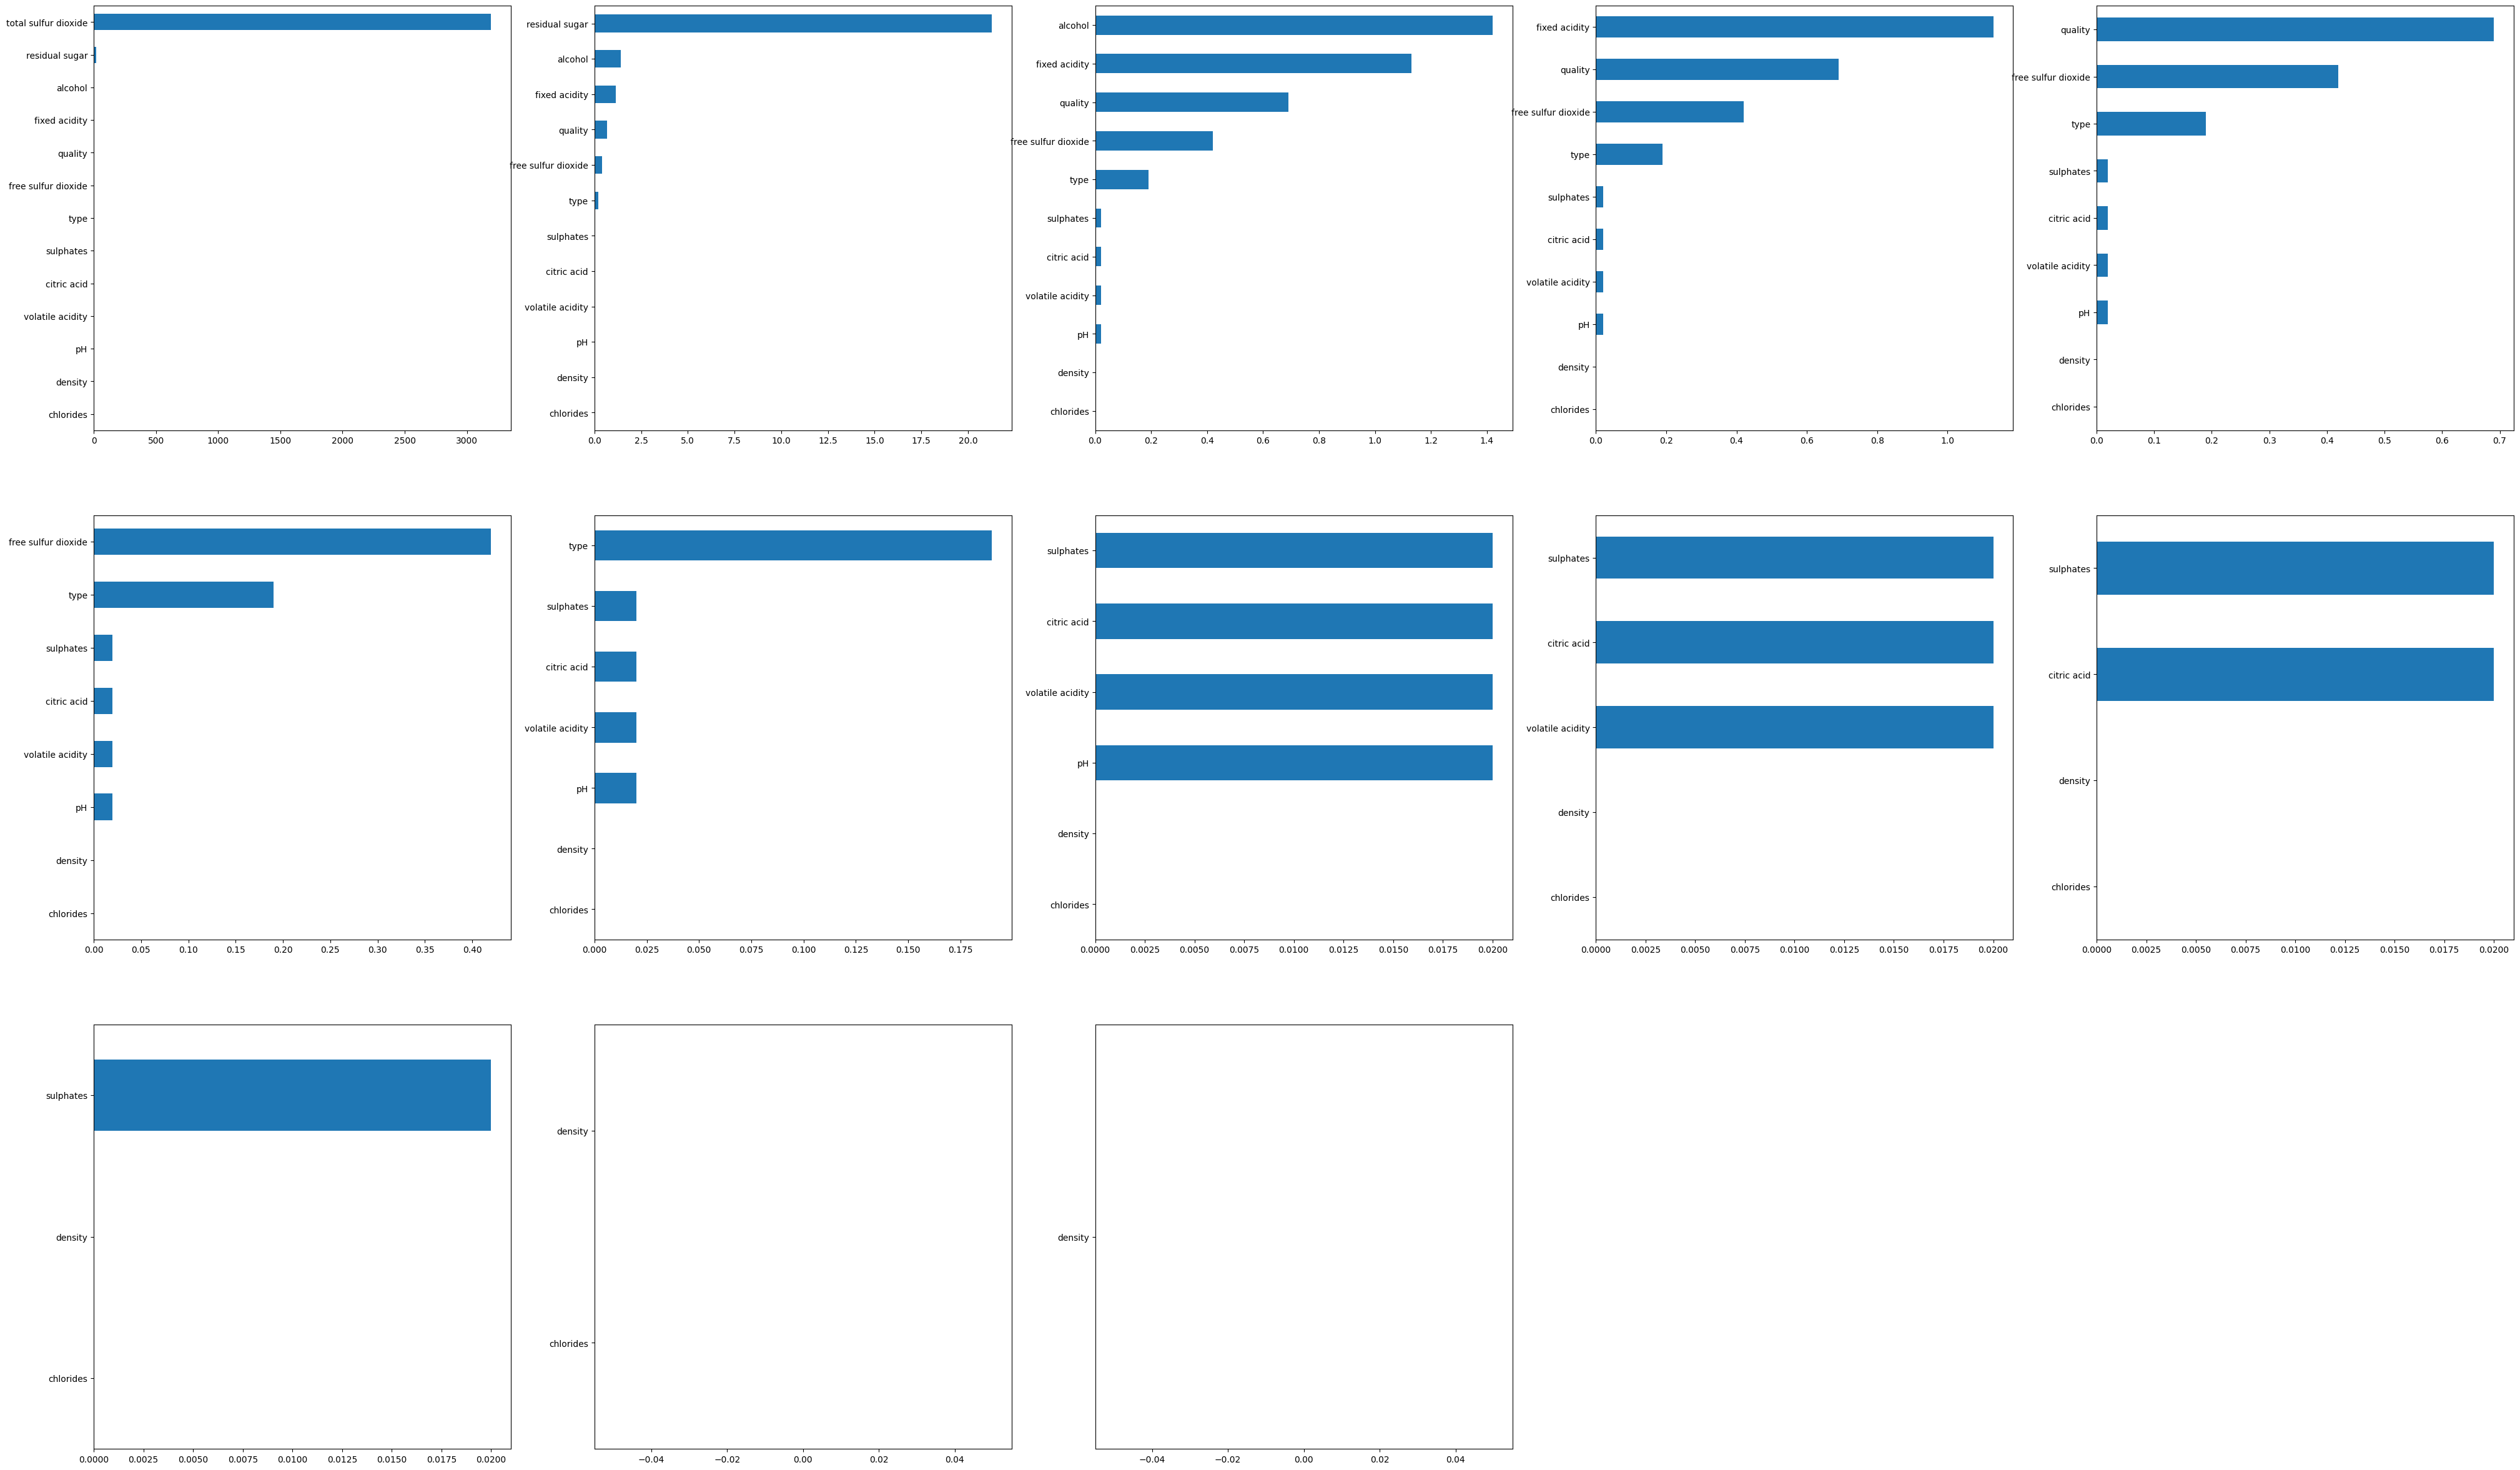 total sulfur dioxide
residual sugar
alcohol
fixed acidity
quality
free sulfur dioxide
type
sulphates
citric acid
volatile acidity
pH
density
chlorides
0 500 1000 1500 2000 2500 3000
residual sugar
alcohol
fixed acidity
quality
free sulfur dioxide
type
sulphates
citric acid
volatile acidity
pH
density
chlorides
0.0 2.5 5.0 7.5 10.0 12.5 15.0 17.5 20.0
alcohol
fixed acidity
quality
free sulfur dioxide
type
sulphates
citric acid
volatile acidity
pH
density
chlorides
0.0 0.2 0.4 0.6 0.8 1.0 1.2 1.4
fixed acidity
quality
free sulfur dioxide
type
sulphates
citric acid
volatile acidity
pH
density
chlorides
0.0 0.2 0.4 0.6 0.8 1.0
quality
free sulfur dioxide
type
sulphates
citric acid
volatile acidity
pH
density
chlorides
0.0 0.1 0.2 0.3 0.4 0.5 0.6 0.7
free sulfur dioxide
type
sulphates
citric acid
volatile acidity
pH
density
chlorides
0.00 0.05 0.10 0.15 0.20 0.25 0.30 0.35 0.40
type
sulphates
citric acid
volatile acidity
pH
density
chlorides
0.000 0.025 0.050 0.075 0.100 0.125 0.150 0.175
sulphates
citric acid
volatile acidity
pH
density
chlorides
0.0000 0.0025 0.0050 0.0075 0.0100 0.0125 0.0150 0.0175 0.0200
sulphates
citric acid
volatile acidity
density
chlorides
0.0000 0.0025 0.0050 0.0075 0.0100 0.0125 0.0150 0.0175 0.0200
sulphates
citric acid
density
chlorides
0.0000 0.0025 0.0050 0.0075 0.0100 0.0125 0.0150 0.0175 0.0200
sulphates
density
chlorides
0.0000 0.0025 0.0050 0.0075 0.0100 0.0125 0.0150 0.0175 0.0200
density
chlorides
−0.04 −0.02 0.00 0.02 0.04
density
−0.04 −0.02 0.00 0.02 0.04